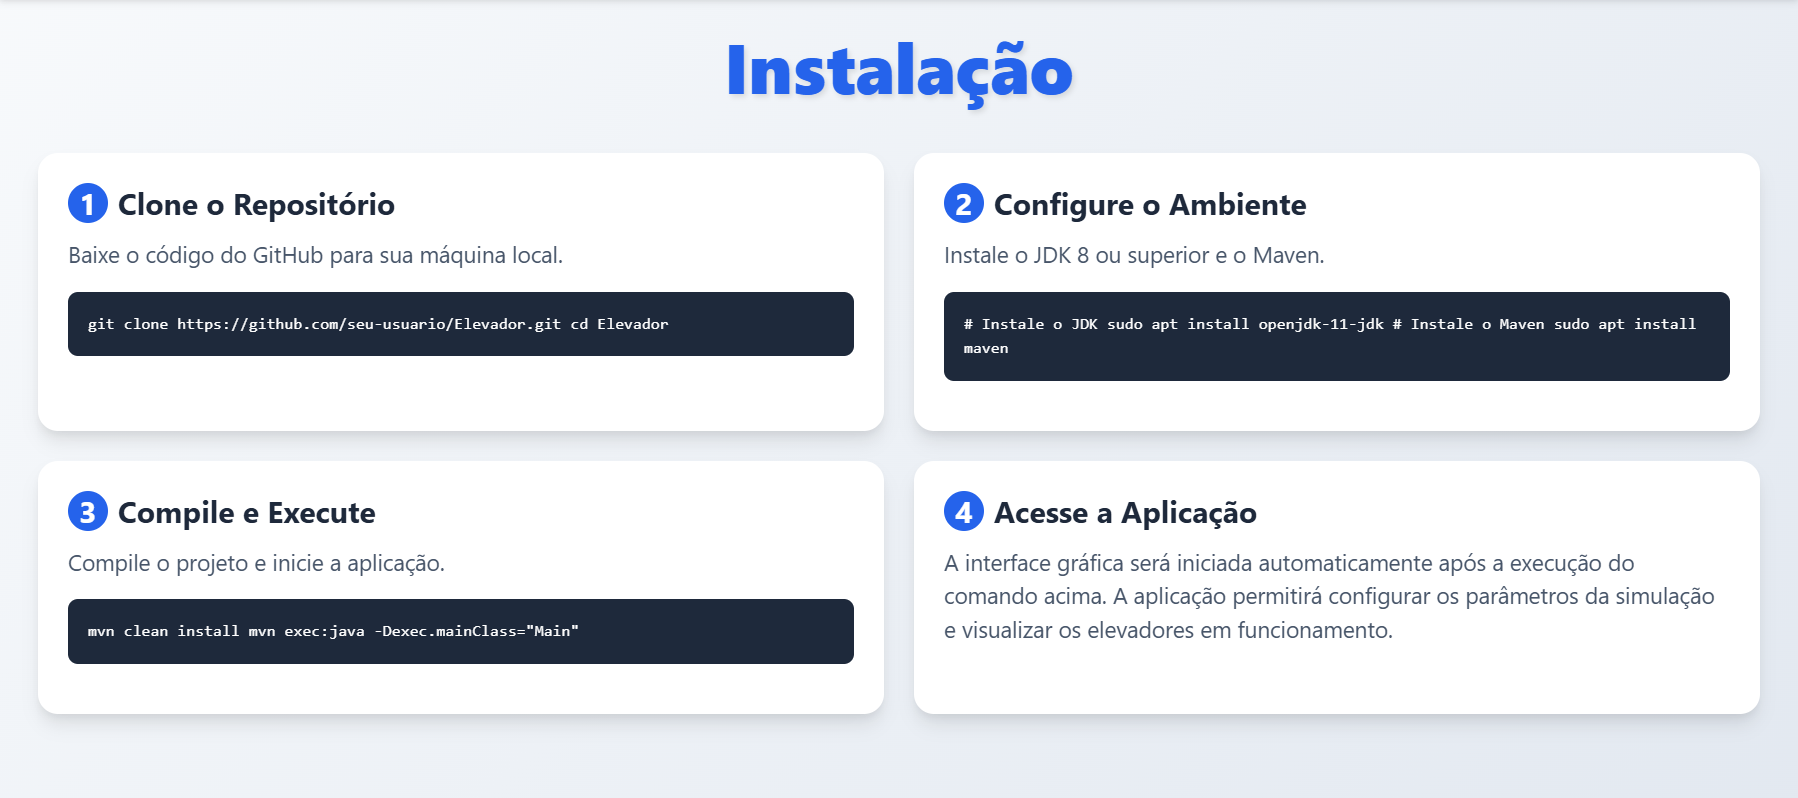 Instalação
1 Clone o Repositório
Baixe o código do GitHub para sua máquina local.
git clone https://github.com/seu-usuario/Elevador.git cd Elevador
2 Configure o Ambiente
Instale o JDK 8 ou superior e o Maven.
# Instale o JDK sudo apt install openjdk-11-jdk # Instale o Maven sudo apt install
maven
3 Compile e Execute
Compile o projeto e inicie a aplicação.
mvn clean install mvn exec:java -Dexec.mainClass="Main"
4 Acesse a Aplicação
A interface gráfica será iniciada automaticamente após a execução do
comando acima. A aplicação permitirá configurar os parâmetros da simulação
e visualizar os elevadores em funcionamento.